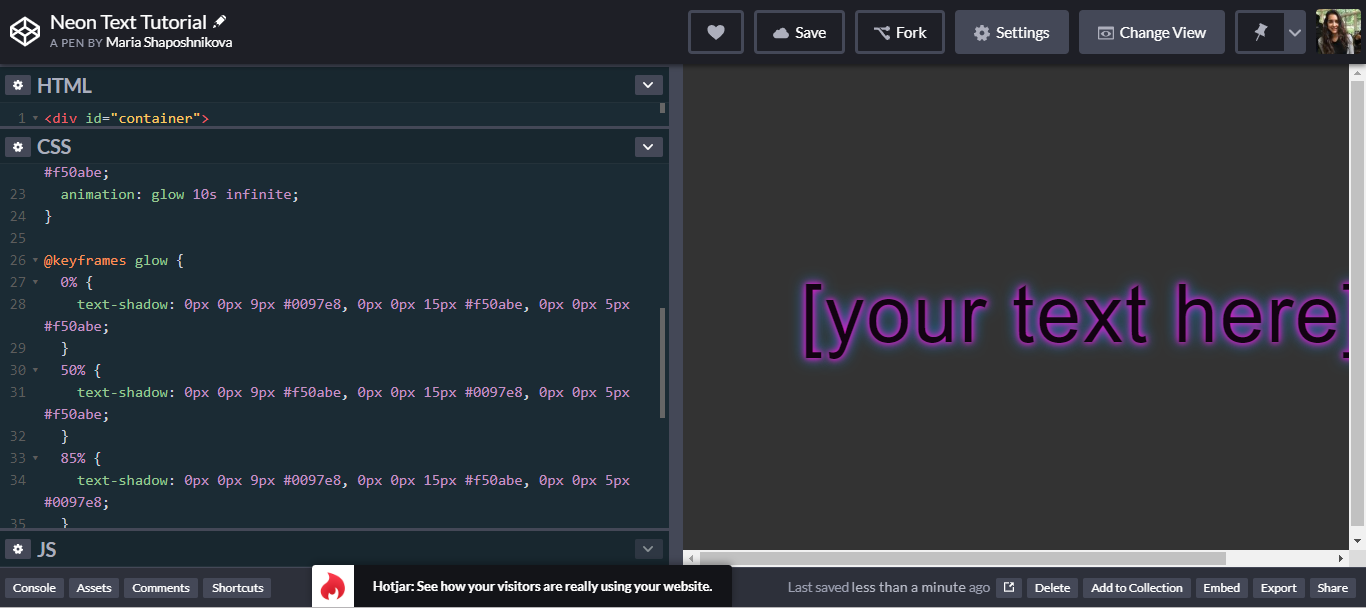 Neon Text Tutorial
A PEN BY Maria Shaposhnikova
Save
Fork
Settings
Change View
HTML
1 <div id="container">
CSS
#f50abe;
23 animation: glow 10s infinite;
24 }
25
26 @keyframes glow {
27 0% {
28 text-shadow: 0px 0px 9px #0097e8, 0px 0px 15px #f50abe, 0px 0px 5px
#f50abe;
29 }
30 50% {
31 text-shadow: 0px 0px 9px #f50abe, 0px 0px 15px #0097e8, 0px 0px 5px
#f50abe;
32 }
33 85% {
34 text-shadow: 0px 0px 9px #0097e8, 0px 0px 15px #f50abe, 0px 0px 5px
#0097e8;
35 }
JS
[your text here]
Console
Assets
Comments
Shortcuts
Hotjar: See how your visitors are really using your website.
Last saved less than a minute ago
Delete
Add to Collection
Embed
Export
Share